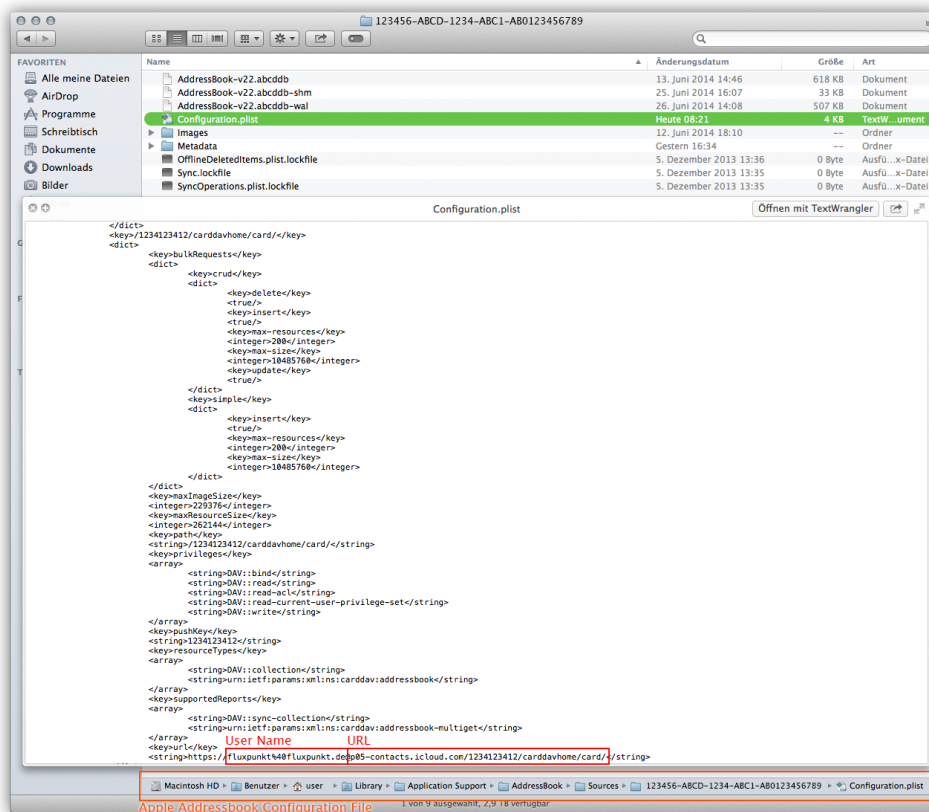 123456-ABCD-1234-ABC1-AB0123456789
FAVORITEN
Alle meine Dateien
AirDrop
Programme
Schreibtisch
Dokumente
Downloads
Bilder
Name Änderungsdatum Größe Art
AddressBook-v22.abcddb 13. Juni 2014 14:46 618 KB Dokument
AddressBook-v22.abcddb-shm 25. Juni 2014 16:07 33 KB Dokument
AddressBook-v22.abcddb-wal 26. Juni 2014 14:08 507 KB Dokument
Configuration.plist Heute 08:21 4 KB TextW...ument
Images 12. Juni 2014 18:10 -- Ordner
Metadata Gestern 16:34 -- Ordner
OfflineDeletedItems.plist.lockfile 5. Dezember 2013 13:36 0 Byte Ausfü...x-Datei
Sync.lockfile 5. Dezember 2013 13:35 0 Byte Ausfü...x-Datei
SyncOperations.plist.lockfile 5. Dezember 2013 13:35 0 Byte Ausfü...x-Datei
Configuration.plist Öffnen mit TextWrangler
</dict>
<key>/1234123412/carddavhome/card/</key>
<dict>
<key>bulkRequests</key>
<dict>
<key>crud</key>
<dict>
<key>delete</key>
<true/>
<key>insert</key>
<true/>
<key>max-resources</key>
<integer>200</integer>
<key>max-size</key>
<integer>10485760</integer>
<key>update</key>
<true/>
</dict>
<key>simple</key>
<dict>
<key>insert</key>
<true/>
<key>max-resources</key>
<integer>200</integer>
<key>max-size</key>
<integer>10485760</integer>
</dict>
</dict>
<key>maxImageSize</key>
<integer>229376</integer>
<key>maxResourceSize</key>
<integer>262144</integer>
<key>path</key>
<string>/1234123412/carddavhome/card/</string>
<key>privileges</key>
<array>
<string>DAV::bind</string>
<string>DAV::read</string>
<string>DAV::read-acl</string>
<string>DAV::read-current-user-privilege-set</string>
<string>DAV::write</string>
</array>
<key>pushKey</key>
<string>1234123412</string>
<key>resourceTypes</key>
<array>
<string>DAV::collection</string>
<string>urn:ietf:params:xml:ns:carddav:addressbook</string>
</array>
<key>supportedReports</key>
<array>
<string>DAV::sync-collection</string>
<string>urn:ietf:params:xml:ns:carddav:addressbook-multiget</string>
</array>
User Name URL
<key>url</key>
<string>https://fluxpunkt%40fluxpunkt.de@p05-contacts.icloud.com/1234123412/carddavhome/card/</string>
Macintosh HD ▸ Benutzer ▸ user ▸ Library ▸ Application Support ▸ AddressBook ▸ Sources ▸ 123456-ABCD-1234-ABC1-AB0123456789 ▸ Configuration.plist
Apple Addressbook Configuration File
1 von 9 ausgewählt, 2,9 TB verfügbar